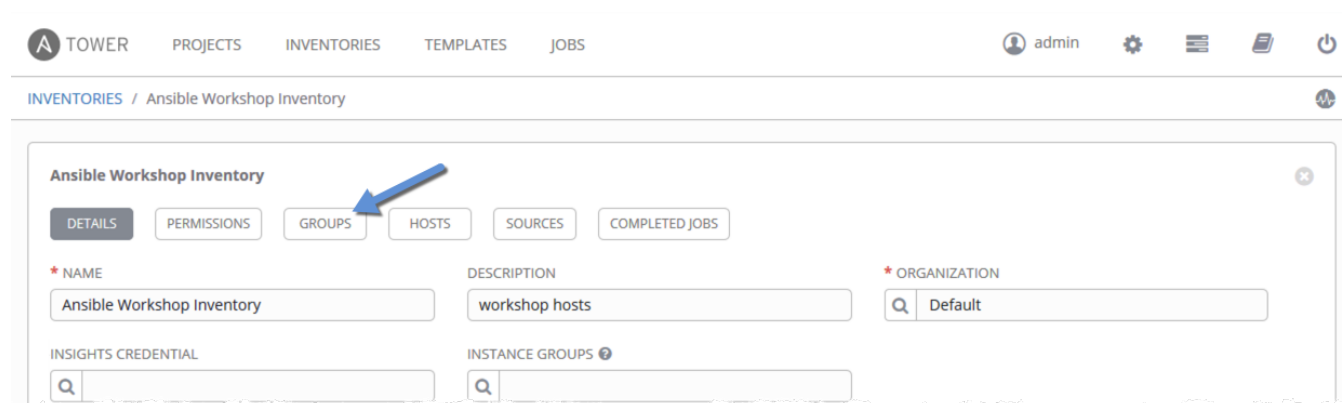 A TOWER PROJECTS INVENTORIES TEMPLATES JOBS admin
INVENTORIES / Ansible Workshop Inventory
Ansible Workshop Inventory
DETAILS PERMISSIONS GROUPS HOSTS SOURCES COMPLETED JOBS
* NAME DESCRIPTION * ORGANIZATION
Ansible Workshop Inventory workshop hosts Default
INSIGHTS CREDENTIAL INSTANCE GROUPS ?